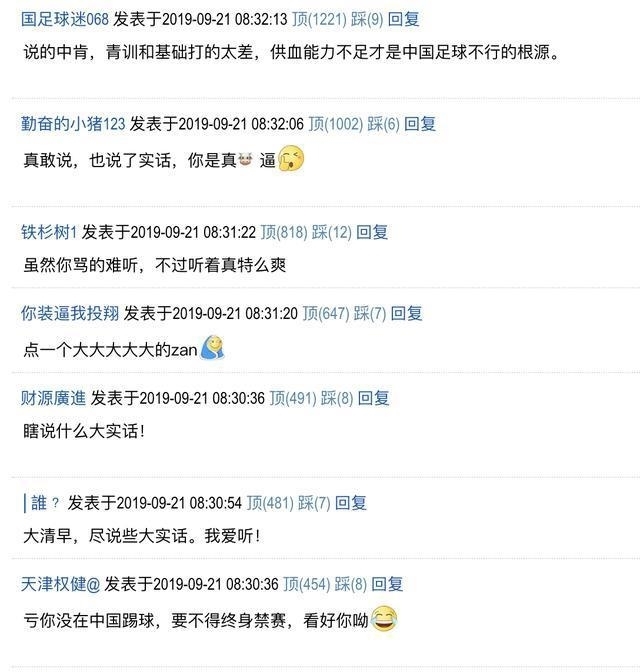 国足球迷068 发表于2019-09-21 08:32:13 顶(1221) 踩(9) 回复
说的中肯，青训和基础打的太差，供血能力不足才是中国足球不行的根源。
勤奋的小猪123 发表于2019-09-21 08:32:06 顶(1002) 踩(6) 回复
真敢说，也说了实话，你是真 逼
铁杉树1 发表于2019-09-21 08:31:22 顶(818) 踩(12) 回复
虽然你骂的难听，不过听着真特么爽
你装逼我投翔 发表于2019-09-21 08:31:20 顶(647) 踩(7) 回复
点一个大大大大大的zan
财源廣進 发表于2019-09-21 08:30:36 顶(491) 踩(8) 回复
瞎说什么大实话！
| 誰？ 发表于2019-09-21 08:30:54 顶(481) 踩(7) 回复
大清早，尽说些大实话。我爱听！
天津权健@ 发表于2019-09-21 08:30:36 顶(454) 踩(8) 回复
亏你没在中国踢球，要不得终身禁赛，看好你呦